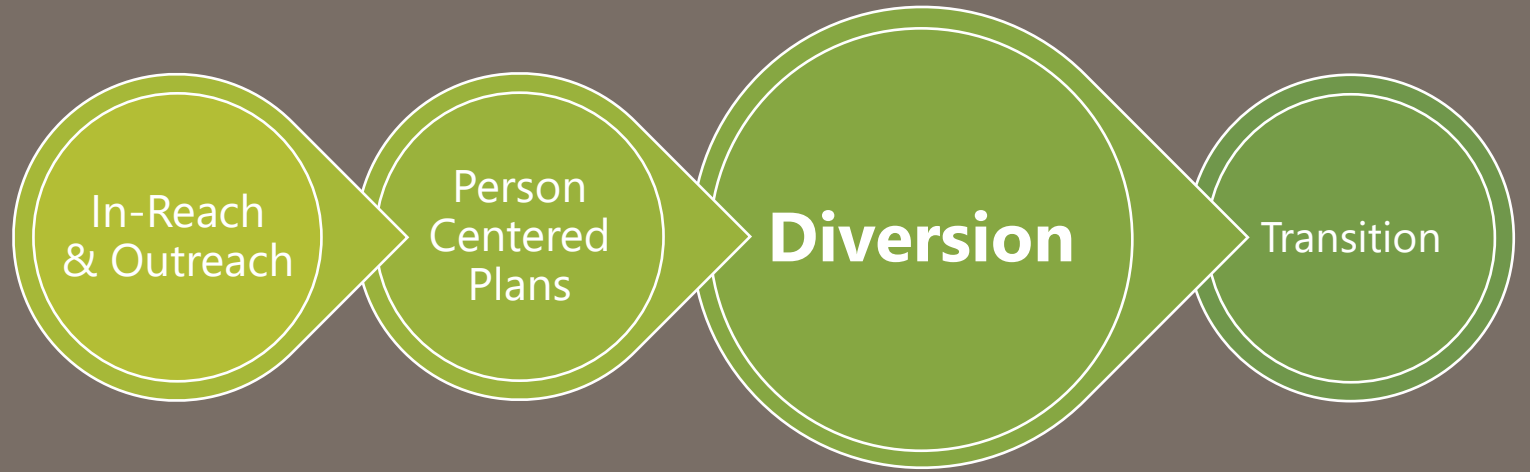 In-Reach
& Outreach
Person
Centered
Plans
Diversion
Transition